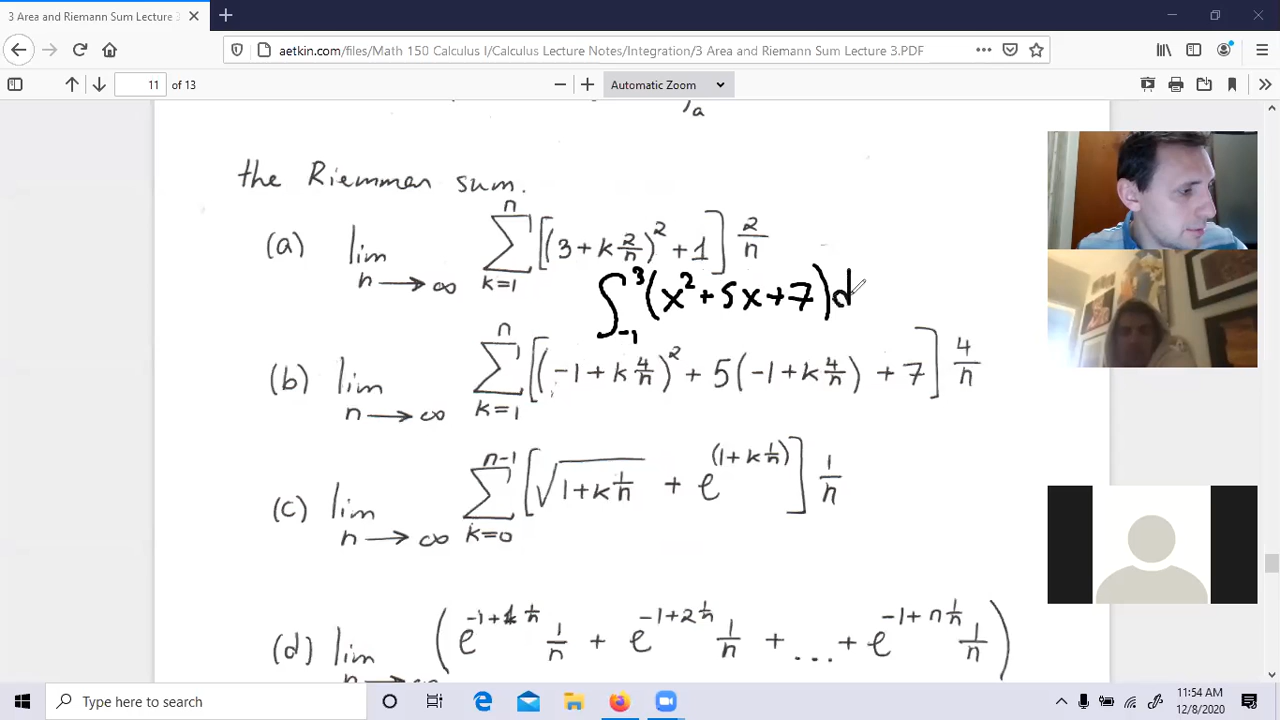 3 Area and Riemann Sum Lecture 3
aetkin.com/files/Math 150 Calculus I/Calculus Lecture Notes/Integration/3 Area and Riemann Sum Lecture 3.PDF
11 of 13 Automatic Zoom
a
the Riemman sum.
(a) lim n→∞ ∑ k=1 n [(3+k 2/n)^2 +1] 2/n
∫_-1^3 (x^2+5x+7)d
(b) lim n→∞ ∑ k=1 n [(-1+k 4/n)^2 + 5(-1+k 4/n) +7] 4/n
(c) lim n→∞ ∑ k=0 n-1 [√(1+k 1/n) + e^(1+k 1/n)] 1/n
(d) lim (e^-1+1 1/n 1/n + e^-1+2 1/n 1/n + ... + e^-1+n 1/n 1/n)
Type here to search
11:54 AM
12/8/2020